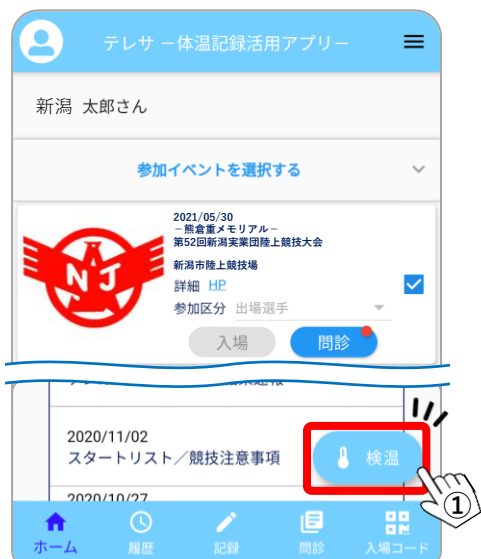 テレサ －体温記録活用アプリ－
新潟 太郎さん
参加イベントを選択する
2021/05/30
－熊倉重メモリアル－
第52回新潟実業団陸上競技大会
新潟市陸上競技場
詳細 HP
参加区分 出場選手
入場 問診
NJ
2020/11/02
スタートリスト／競技注意事項
検温
①
2020/10/27
ホーム 履歴 記録 問診 入場コード